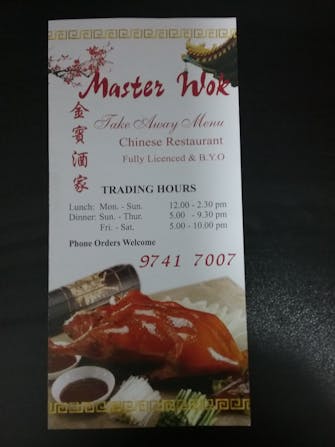 Master Wok
金賓酒家
Take Away Menu
Chinese Restaurant
Fully Licenced & B.Y.O
TRADING HOURS
Lunch: Mon. - Sun. 12.00 - 2.30 pm
Dinner: Sun. - Thur. 5.00 - 9.30 pm
Fri. - Sat. 5.00 - 10.00 pm
Phone Orders Welcome
9741 7007